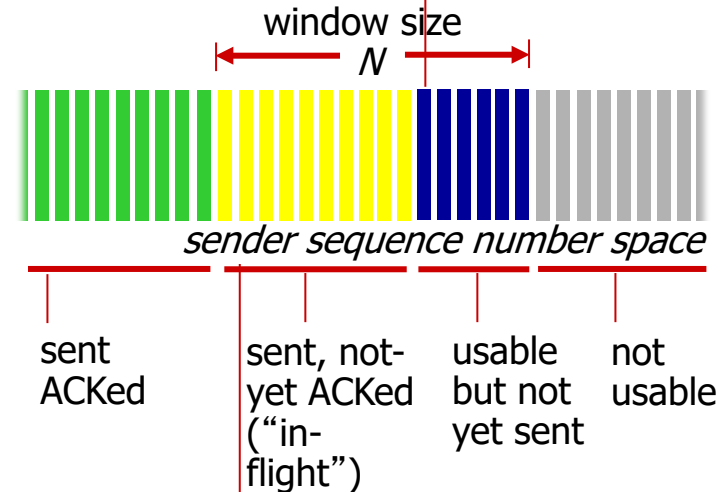 window size
N
sender sequence number space
sent
ACKed
sent, not-
yet ACKed
(“in-
flight”)
usable
but not
yet sent
not
usable